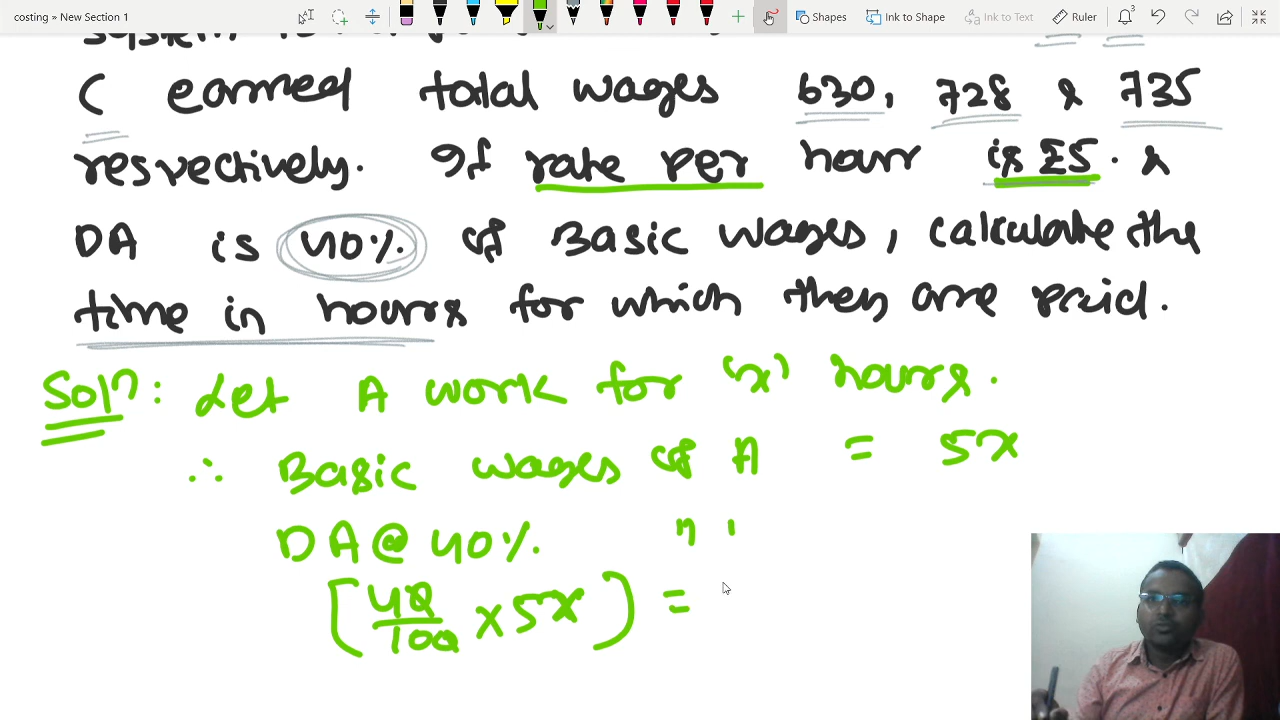 costing » New Section 1
Shapes Ink to Shape Ink to Text Ruler 3
system
C earned total wages 630, 728 & 735
respectively. If rate per hour is ₹5. &
DA is 40% of Basic wages, calculate the
time in hours for which they are paid.
Solⁿ: Let A work for 'x' hours.
∴ Basic wages of A = 5x
DA @ 40% " '
[40/100 x 5x) =